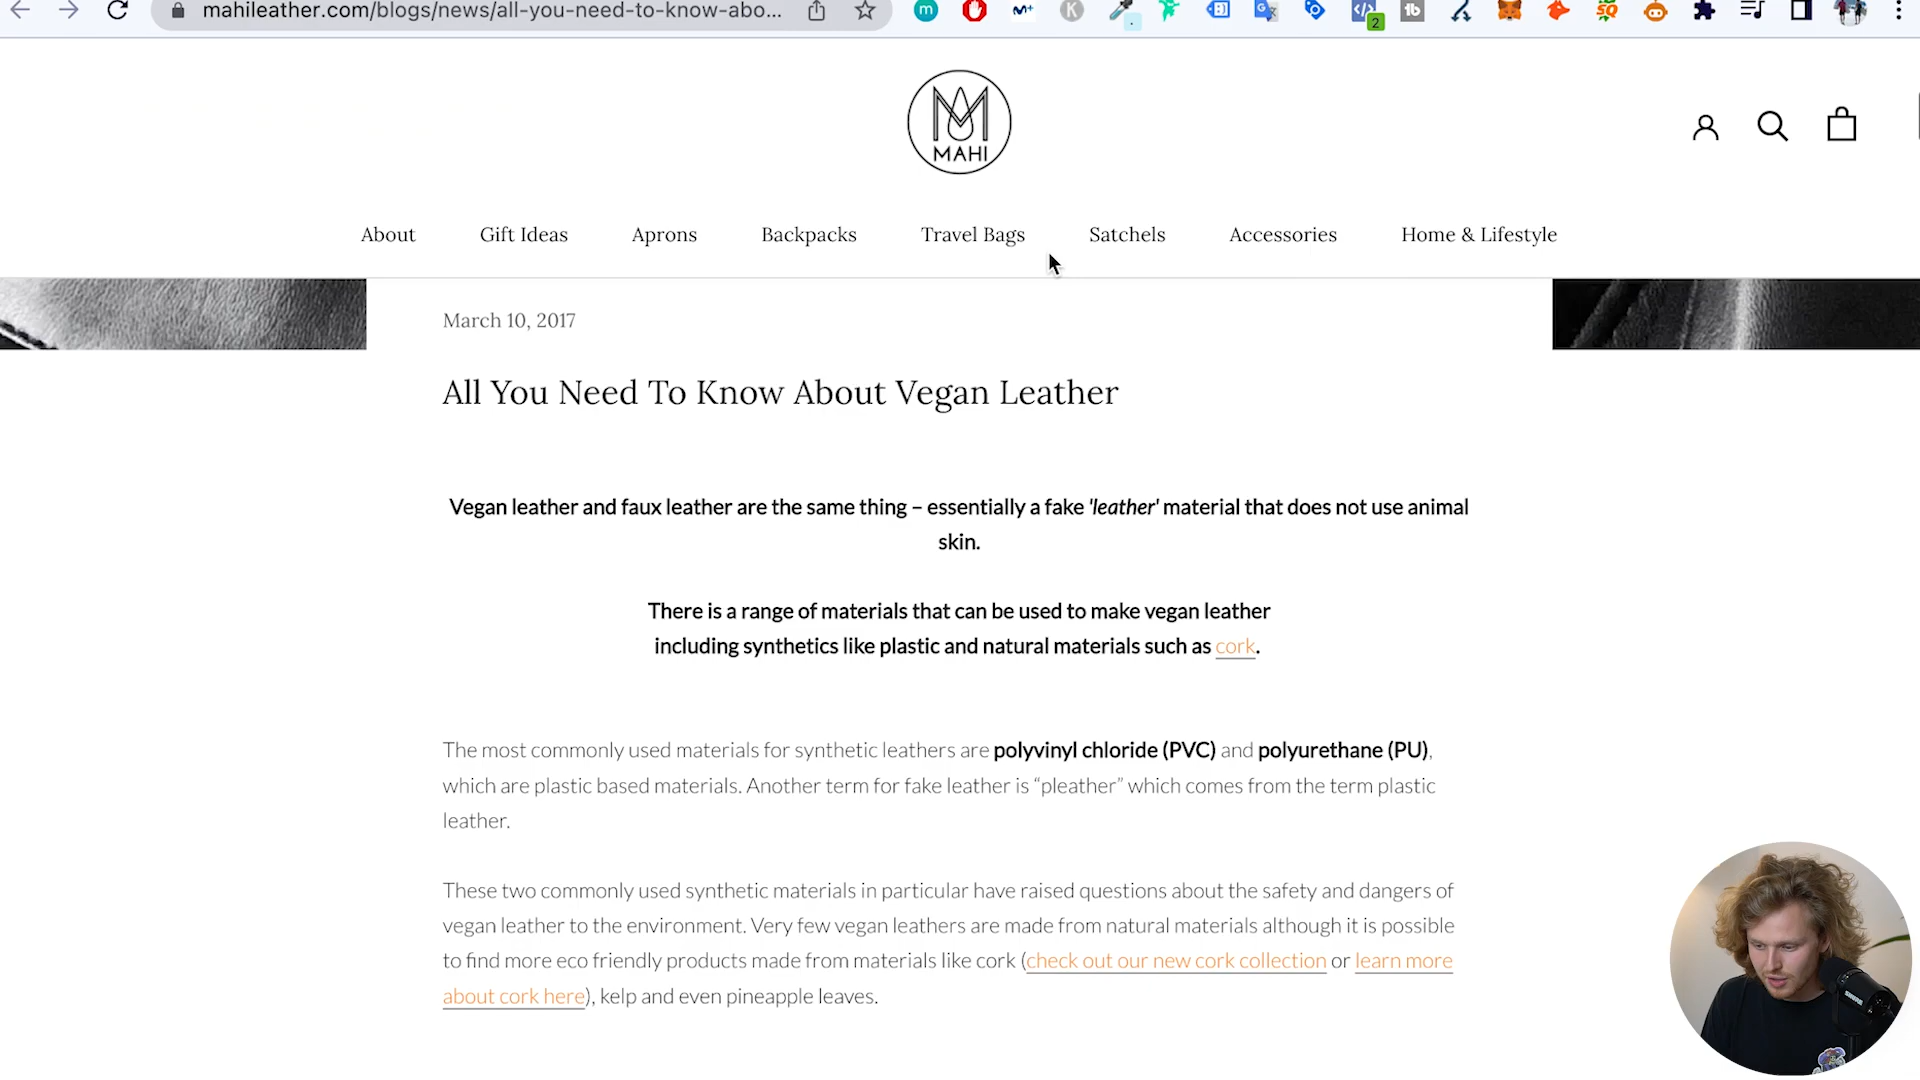 mahileather.com/blogs/news/all-you-need-to-know-abo...
MAHI
About Gift Ideas Aprons Backpacks Travel Bags Satchels Accessories Home & Lifestyle
March 10, 2017
All You Need To Know About Vegan Leather
Vegan leather and faux leather are the same thing – essentially a fake 'leather' material that does not use animal
skin.
There is a range of materials that can be used to make vegan leather
including synthetics like plastic and natural materials such as cork.
The most commonly used materials for synthetic leathers are polyvinyl chloride (PVC) and polyurethane (PU),
which are plastic based materials. Another term for fake leather is “pleather” which comes from the term plastic
leather.
These two commonly used synthetic materials in particular have raised questions about the safety and dangers of
vegan leather to the environment. Very few vegan leathers are made from natural materials although it is possible
to find more eco friendly products made from materials like cork (check out our new cork collection or learn more
about cork here), kelp and even pineapple leaves.